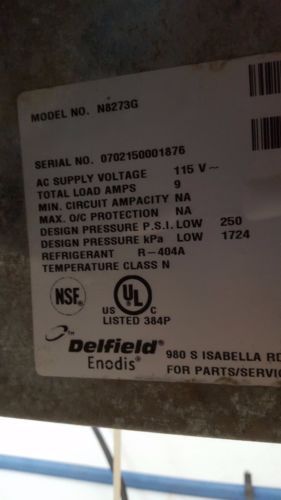 MODEL NO. N8273G
SERIAL NO. 0702150001876
AC SUPPLY VOLTAGE 115 V~
TOTAL LOAD AMPS 9
MIN. CIRCUIT AMPACITY NA
MAX. O/C PROTECTION NA
DESIGN PRESSURE P.S.I. LOW 250
DESIGN PRESSURE kPa LOW 1724
REFRIGERANT R-404A
TEMPERATURE CLASS N
NSF® UL ®
US C
LISTED 384P
Delfield®
Enodis®
980 S ISABELLA RD
FOR PARTS/SERVIC